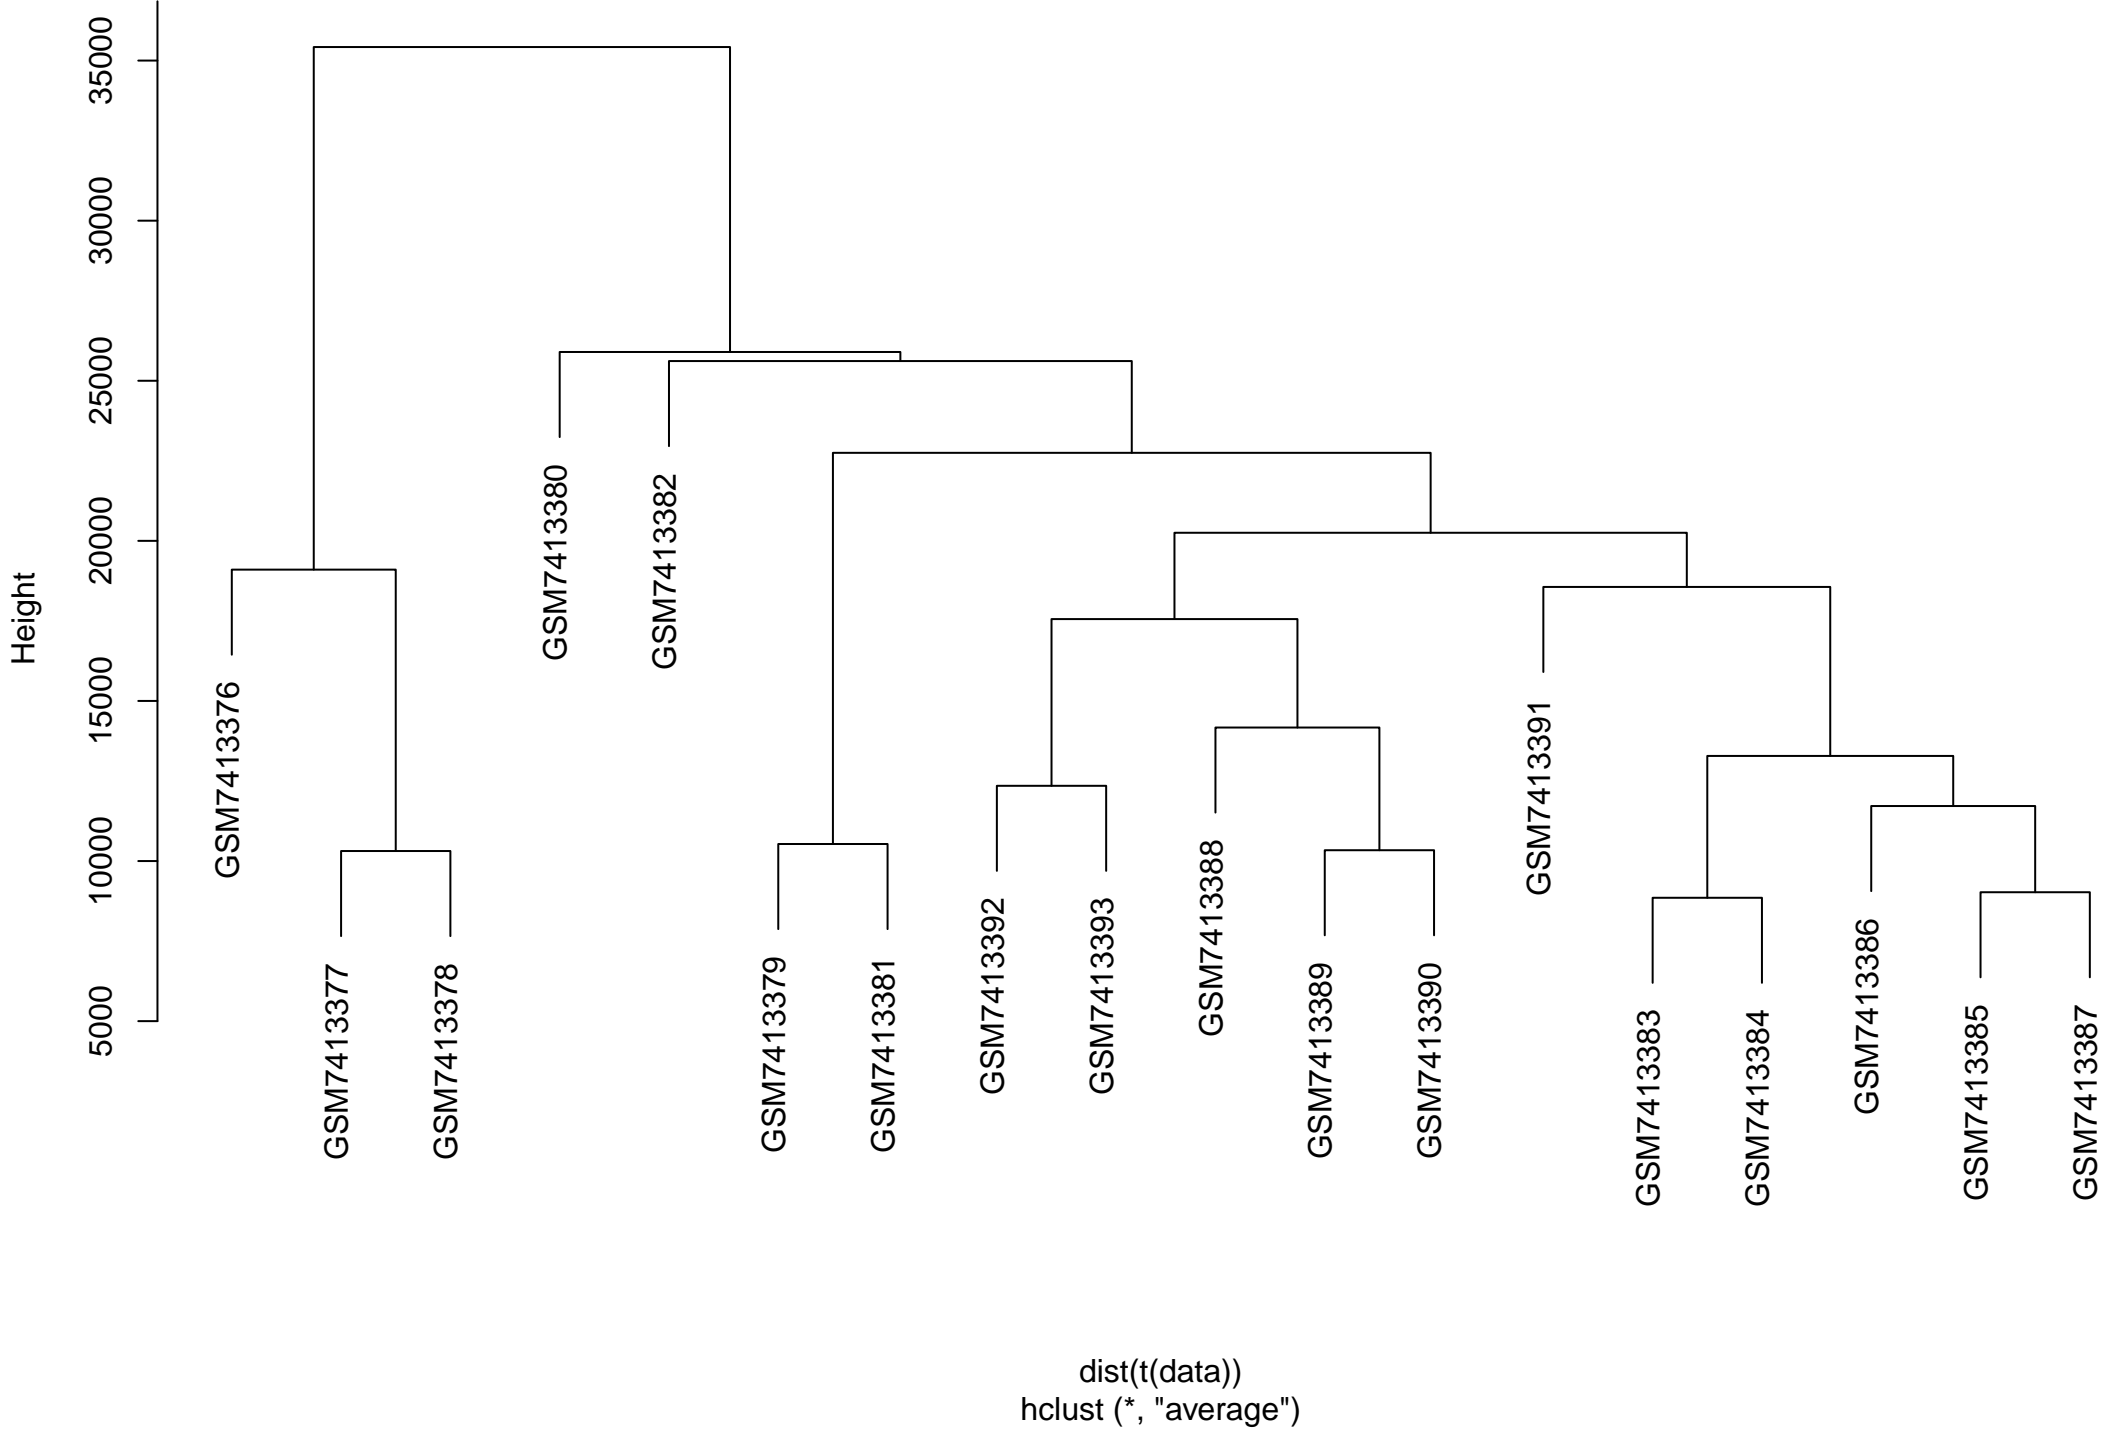 Height
35000
30000
25000
20000
15000
10000
5000
GSM7413376
GSM7413377
GSM7413378
GSM7413380
GSM7413382
GSM7413379
GSM7413381
GSM7413392
GSM7413393
GSM7413388
GSM7413389
GSM7413390
GSM7413391
GSM7413383
GSM7413384
GSM7413386
GSM7413385
GSM7413387
dist(t(data))
hclust (*, "average")